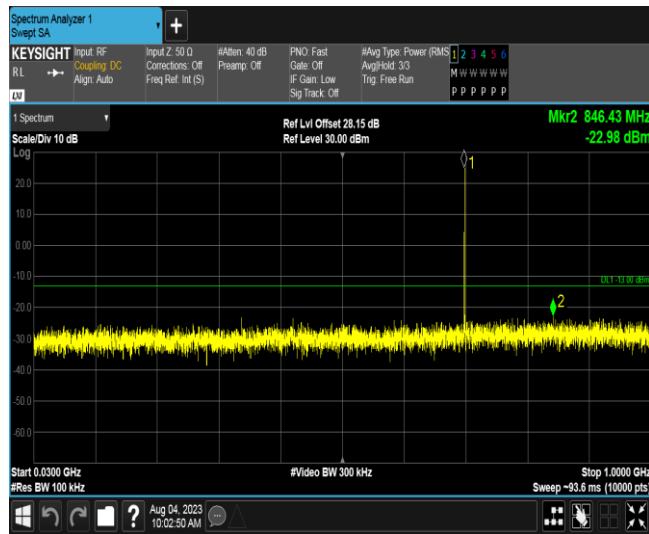 Spectrum Analyzer 1
Swept SA
KEYSIGHT
RL
LXI
Input: RF
Coupling: DC
Align: Auto
Input Z: 50 Ω
Corrections: Off
Freq Ref: Int (S)
#Atten: 40 dB
Preamp: Off
PNO: Fast
Gate: Off
IF Gain: Low
Sig Track: Off
#Avg Type: Power (RMS
Avg|Hold: 3/3
Trig: Free Run
1 2 3 4 5 6
M W W W W W
P P P P P P
1 Spectrum
Scale/Div 10 dB
Log
Ref Lvl Offset 28.15 dB
Ref Level 30.00 dBm
Mkr2 846.43 MHz
-22.98 dBm
1
20.0
10.0
0.00
-10.0
DL1 -13.00 dBm
2
-20.0
-30.0
-40.0
-50.0
-60.0
Start 0.0300 GHz
#Res BW 100 kHz
#Video BW 300 kHz
Stop 1.0000 GHz
Sweep ~93.6 ms (10000 pts
?
Aug 04, 2023
10:02:50 AM